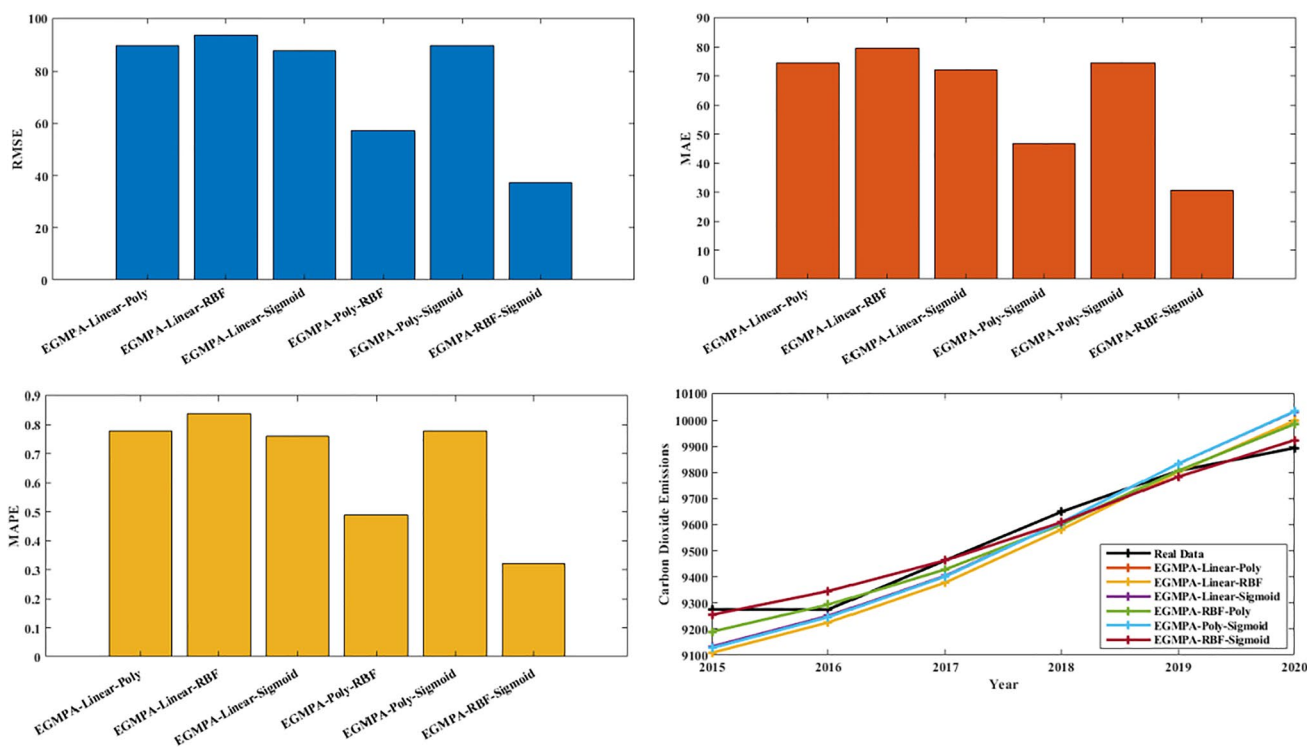 100
80
60
40
20
0
RMSE
EGMPA-Linear-Poly
EGMPA-Linear-RBF
EGMPA-Linear-Sigmoid
EGMPA-Poly-RBF
EGMPA-Poly-Sigmoid
EGMPA-RBF-Sigmoid
90
80
70
60
50
40
30
20
10
0
MAE
EGMPA-Linear-Poly
EGMPA-Linear-RBF
EGMPA-Linear-Sigmoid
EGMPA-Poly-Sigmoid
EGMPA-Poly-Sigmoid
EGMPA-RBF-Sigmoid
0.9
0.8
0.7
0.6
0.5
0.4
0.3
0.2
0.1
0
MAPE
EGMPA-Linear-Poly
EGMPA-Linear-RBF
EGMPA-Linear-Sigmoid
EGMPA-Poly-RBF
EGMPA-Poly-Sigmoid
EGMPA-RBF-Sigmoid
10100
10000
9900
9800
9700
9600
9500
9400
9300
9200
9100
Carbon Dioxide Emissions
Real Data
EGMPA-Linear-Poly
EGMPA-Linear-RBF
EGMPA-Linear-Sigmoid
EGMPA-RBF-Poly
EGMPA-Poly-Sigmoid
EGMPA-RBF-Sigmoid
2015 2016 2017 2018 2019 2020
Year